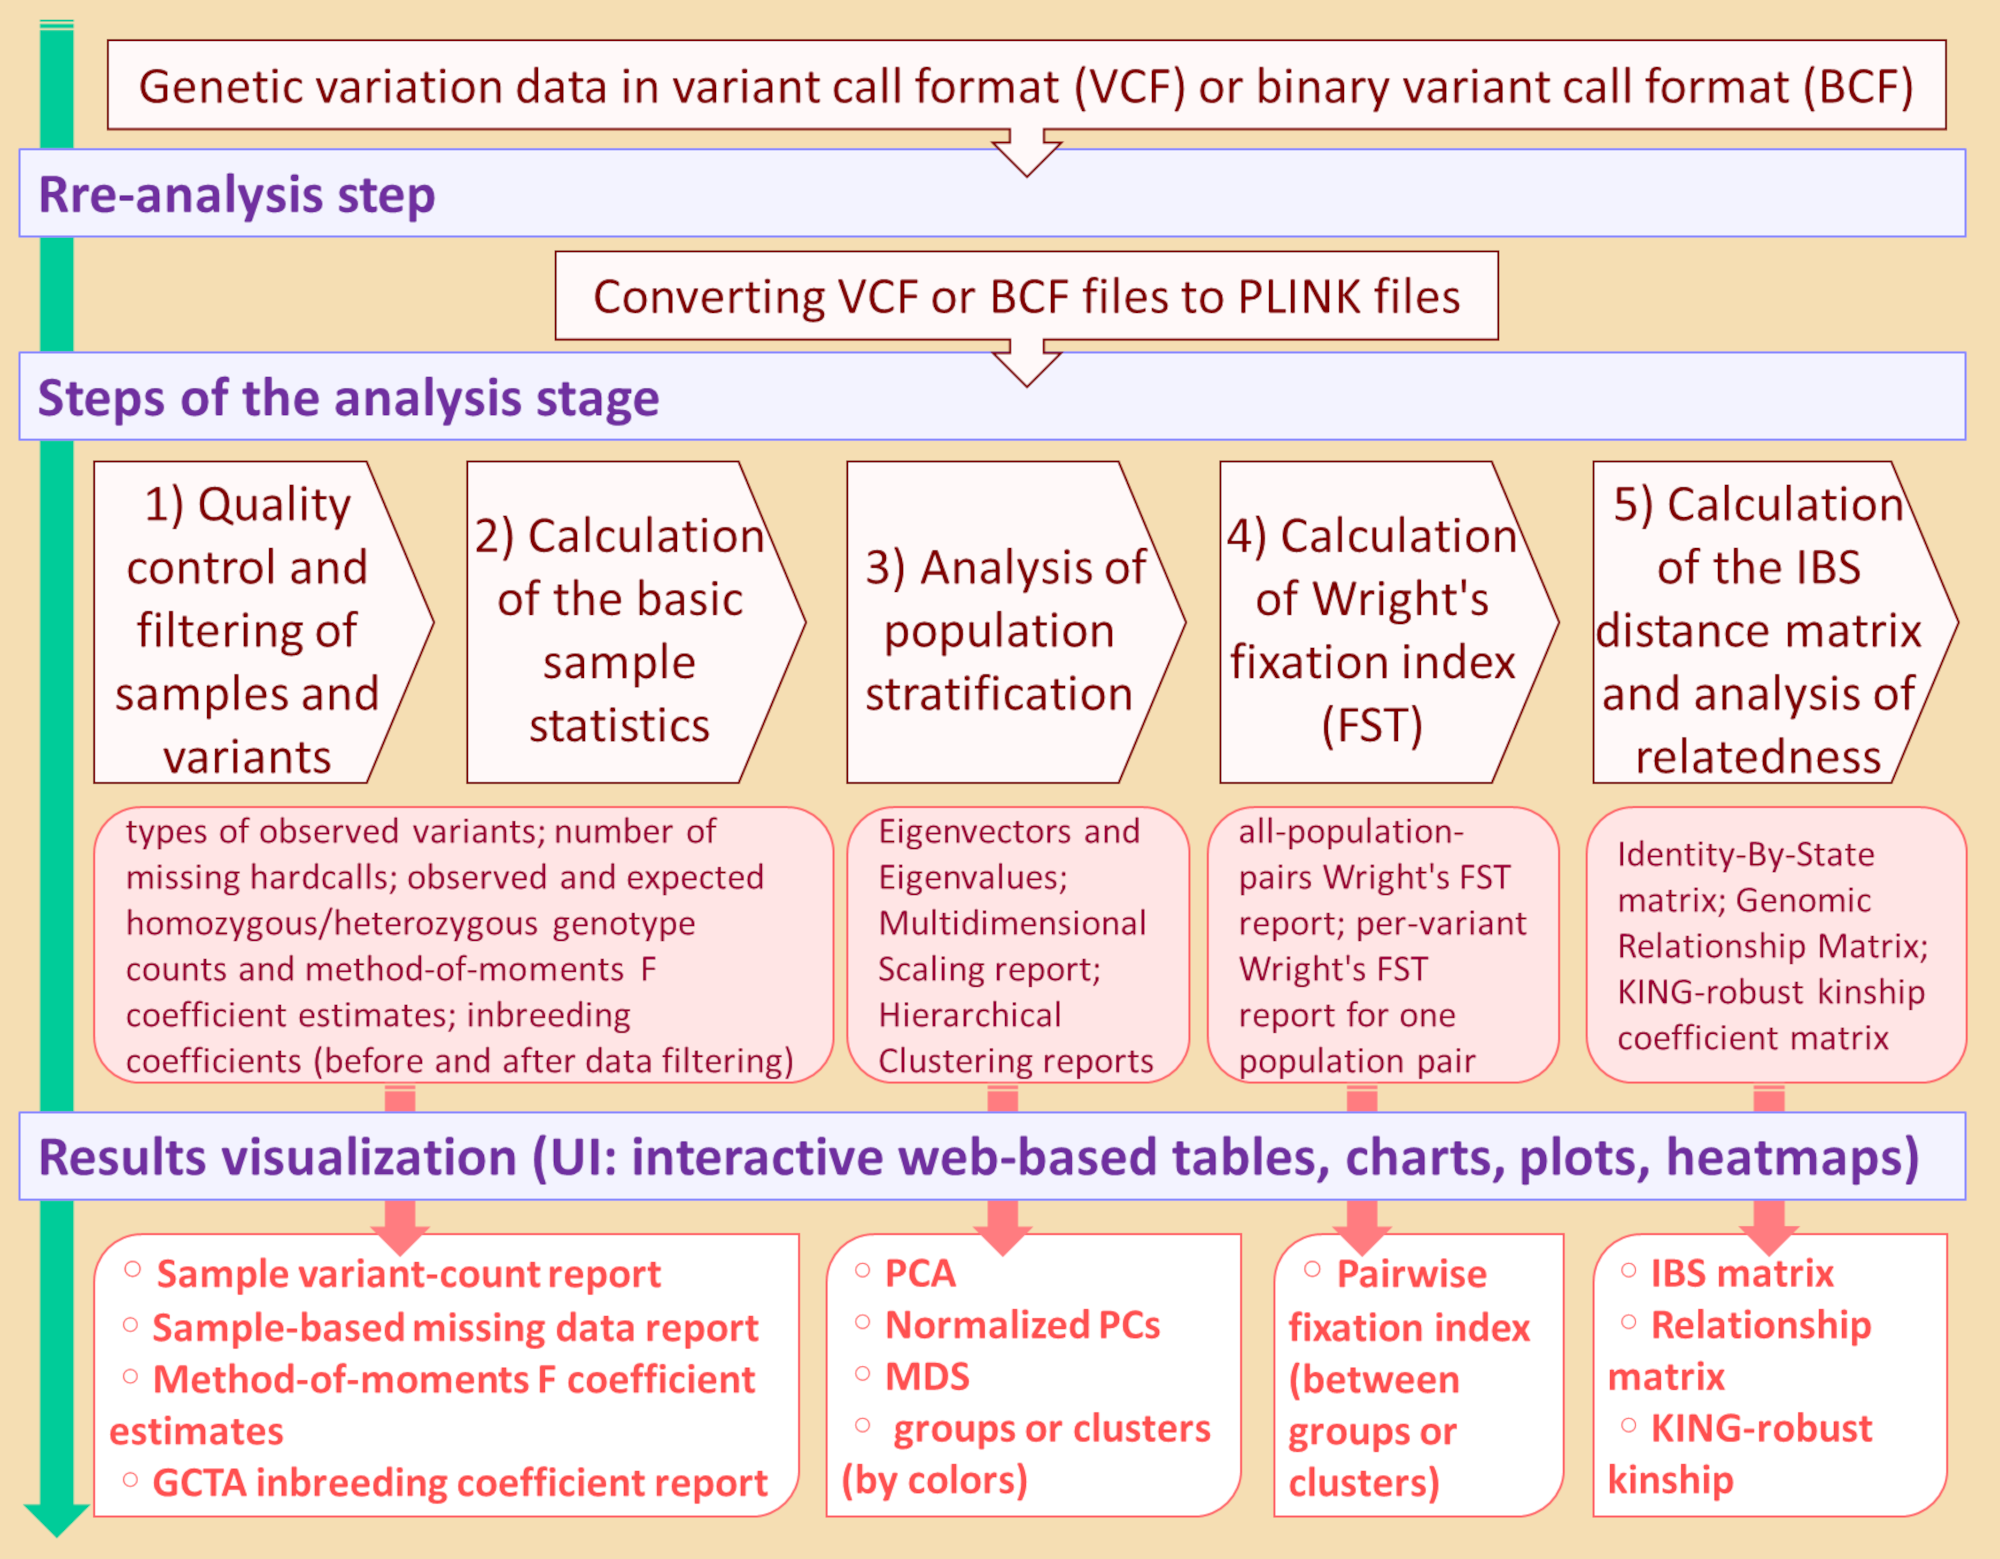 Genetic variation data in variant call format (VCF) or binary variant call format (BCF)
Rre-analysis step
Converting VCF or BCF files to PLINK files
Steps of the analysis stage
1) Quality
control and
filtering of
samples and
variants
2) Calculation
of the basic
sample
statistics
3) Analysis of
population
stratification
4) Calculation
of Wright's
fixation index
(FST)
5) Calculation
of the IBS
distance matrix
and analysis of
relatedness
types of observed variants; number of
missing hardcalls; observed and expected
homozygous/heterozygous genotype
counts and method-of-moments F
coefficient estimates; inbreeding
coefficients (before and after data filtering)
Eigenvectors and
Eigenvalues;
Multidimensional
Scaling report;
Hierarchical
Clustering reports
all-population-
pairs Wright's FST
report; per-variant
Wright's FST
report for one
population pair
Identity-By-State
matrix; Genomic
Relationship Matrix;
KING-robust kinship
coefficient matrix
Results visualization (UI: interactive web-based tables, charts, plots, heatmaps)
○ Sample variant-count report
○ Sample-based missing data report
○ Method-of-moments F coefficient
estimates
○ GCTA inbreeding coefficient report
○ PCA
○ Normalized PCs
○ MDS
○ groups or clusters
(by colors)
○ Pairwise
fixation index
(between
groups or
clusters)
○ IBS matrix
○ Relationship
matrix
○ KING-robust
kinship